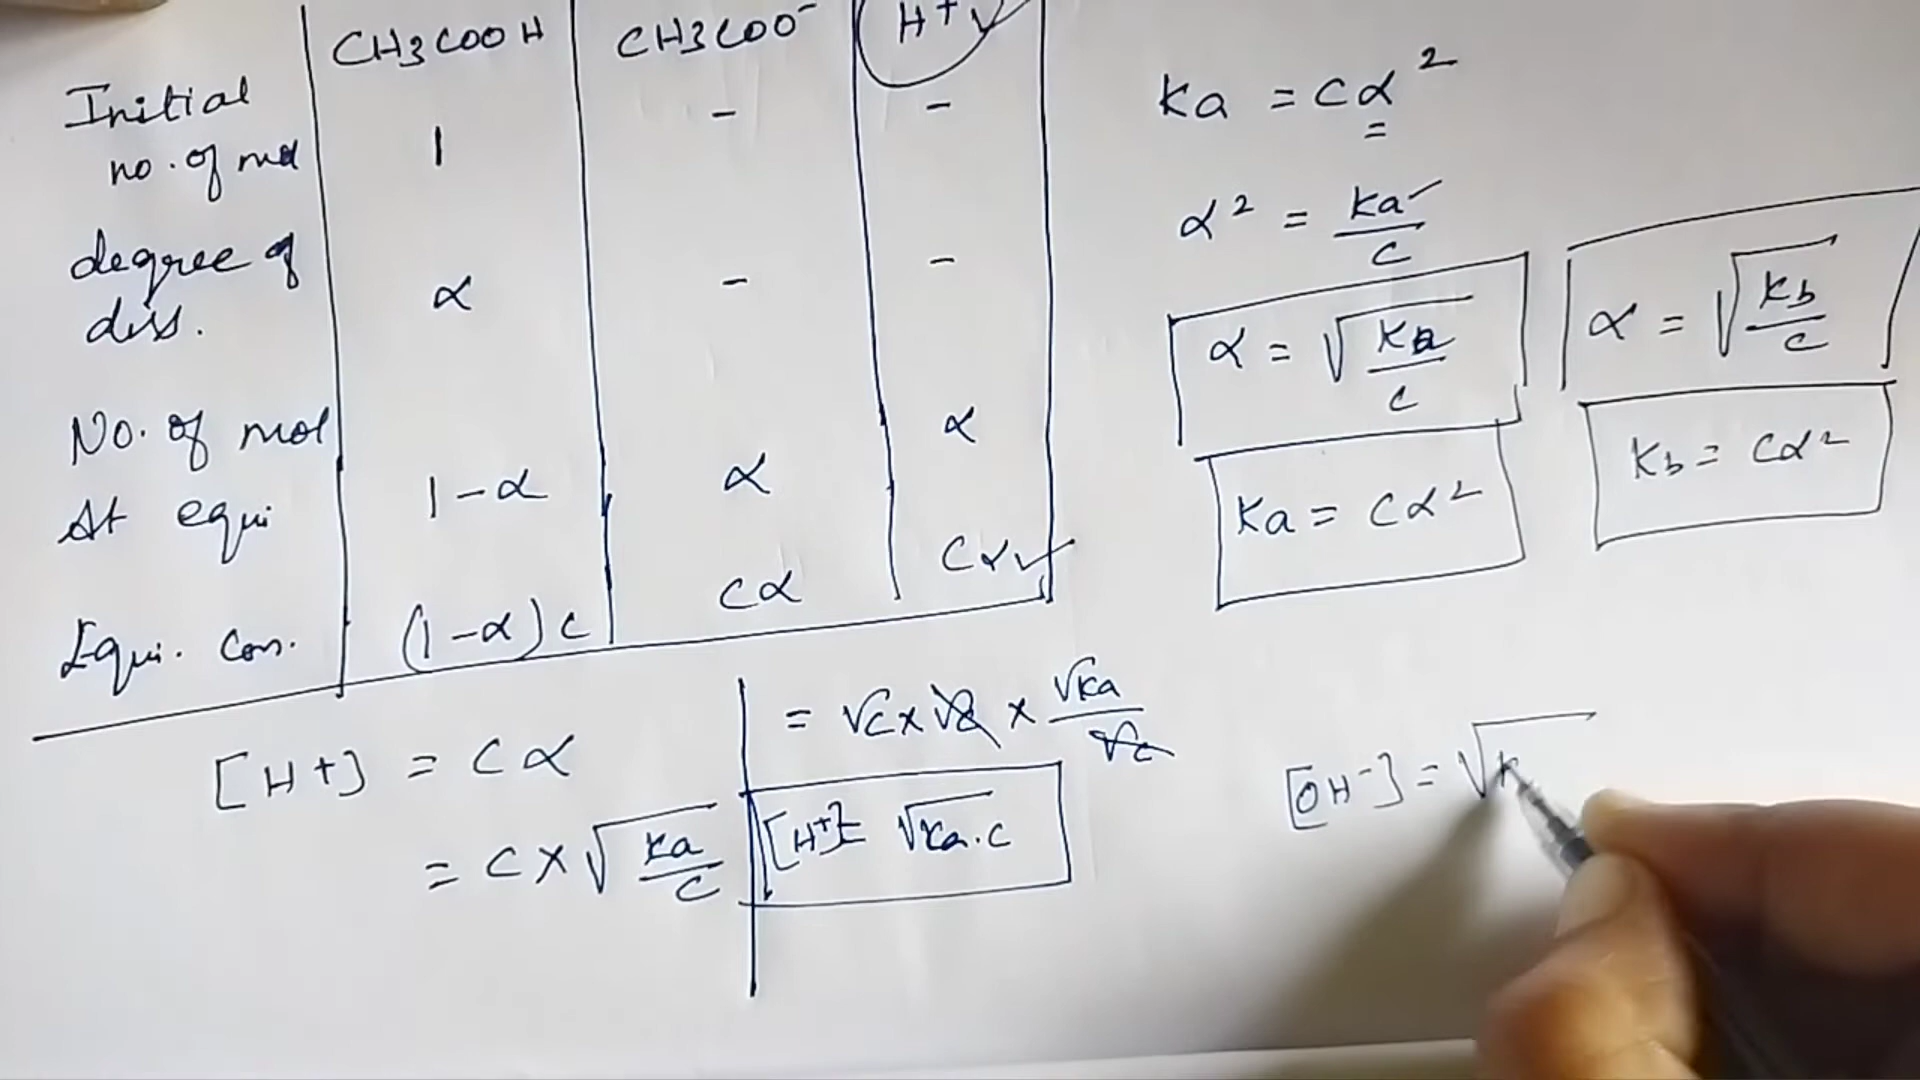 CH3COOH CH3COO⁻ H+
Initial
no. of mol 1 - -
degree of
diss. α - -
No. of mol
At equi 1-α α α
Equi. Con. (1-α)c cα cα
Ka = cα²
α² = Ka/c
α = √(Ka/c)
α = √(Kb/c)
Ka = cα²
Kb = cα²
[H+] = cα
= c×√(Ka/c)
= √c × √c × √Ka/√c
[H+] = √Ka.c
[OH⁻] = √K